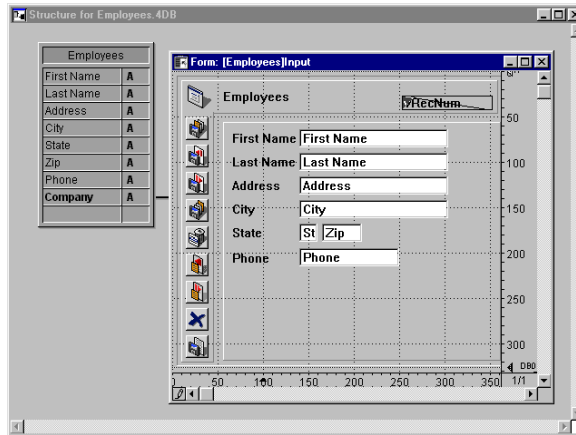 Structure for Employees.4DB
Employees
First Name A
Last Name A
Address A
City A
State A
Zip A
Phone A
Company A
Form: [Employees]Input
Employees
RecNum
First Name First Name
Last Name Last Name
Address Address
City City
State St Zip
Phone Phone
50
100
150
200
250
300
0 50 100 150 200 250 300 350
1/1